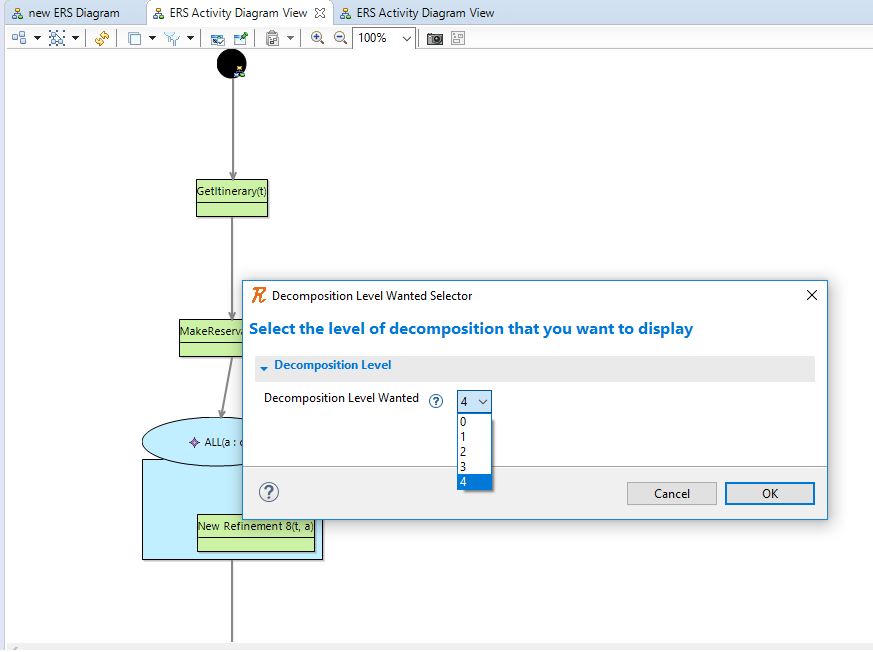 new ERS Diagram
ERS Activity Diagram View
ERS Activity Diagram View
100%
GetItinerary(t)
Decomposition Level Wanted Selector
MakeReserva
Select the level of decomposition that you want to display
Decomposition Level
Decomposition Level Wanted
4
0
1
2
3
4
ALL(a :
Cancel
OK
New Refinement 8(t, a)